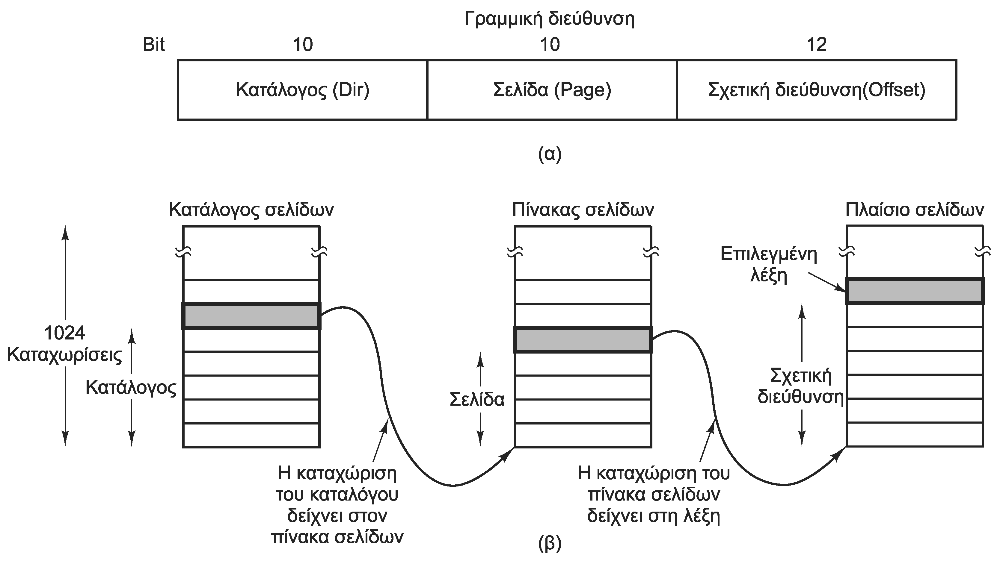 Γραμμική διεύθυνση
Bit 10 10 12
Κατάλογος (Dir) Σελίδα (Page) Σχετική διεύθυνση(Offset)
(α)
Κατάλογος σελίδων Πίνακας σελίδων Πλαίσιο σελίδων
Επιλεγμένη
λέξη
1024
Καταχωρίσεις
Κατάλογος
Σελίδα
Σχετική
διεύθυνση
Η καταχώριση
του καταλόγου
δείχνει στον
πίνακα σελίδων
Η καταχώριση του
πίνακα σελίδων
δείχνει στη λέξη
(β)